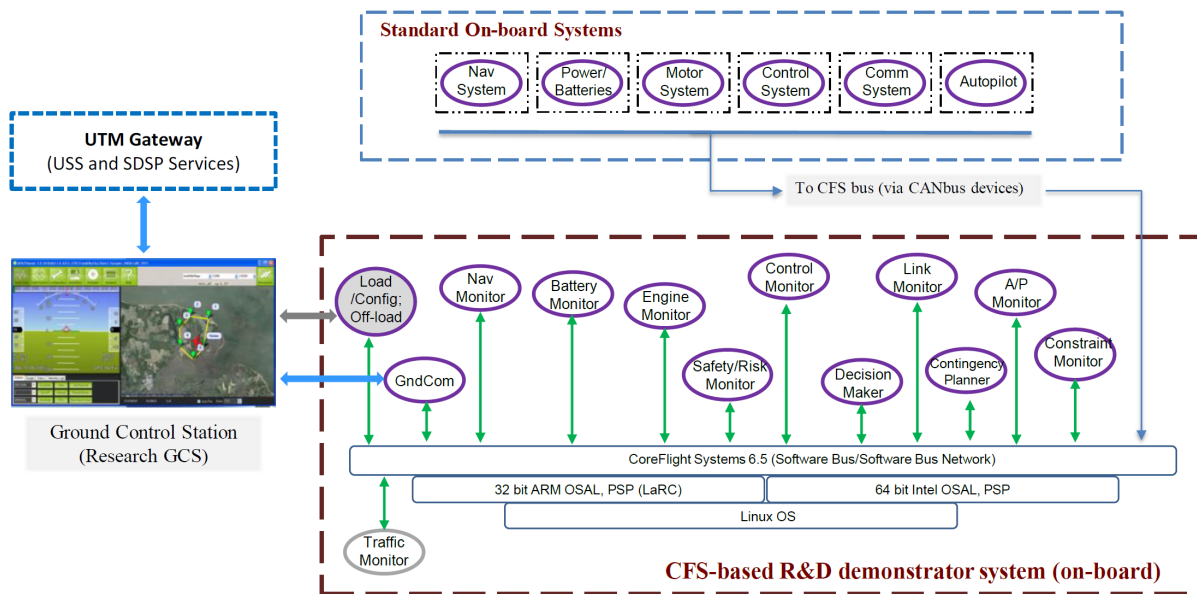 Standard On-board Systems
Nav
System
Power/
Batteries
Motor
System
Control
System
Comm
System
Autopilot
UTM Gateway
(USS and SDSP Services)
To CFS bus (via CANbus devices)
Load
/Config;
Off-load
Nav
Monitor
Battery
Monitor
Engine
Monitor
Control
Monitor
Link
Monitor
A/P
Monitor
GndCom
Safety/Risk
Monitor
Decision
Maker
Contingency
Planner
Constraint
Monitor
Ground Control Station
(Research GCS)
CoreFlight Systems 6.5 (Software Bus/Software Bus Network)
32 bit ARM OSAL, PSP (LaRC)
64 bit Intel OSAL, PSP
Linux OS
Traffic
Monitor
CFS-based R&D demonstrator system (on-board)